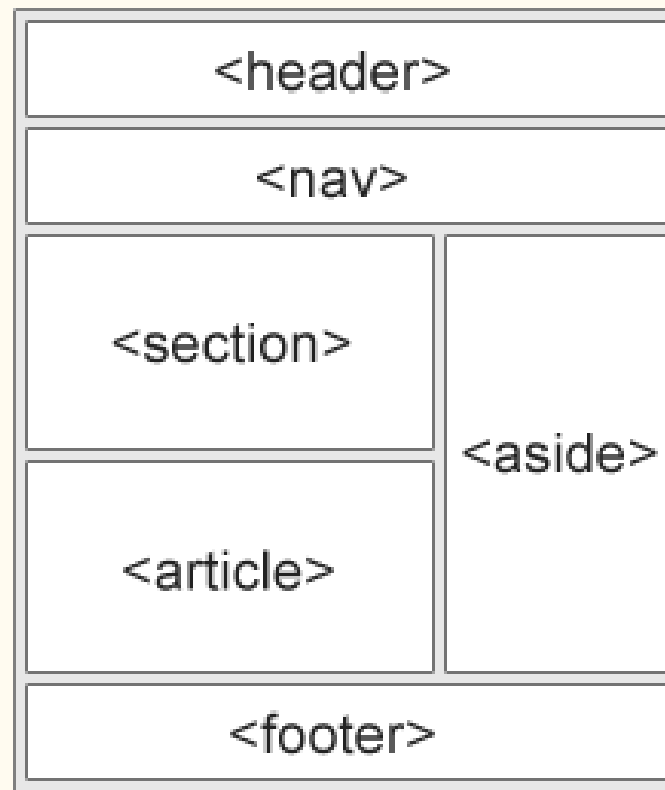 <header>
<nav>
<section>
<aside>
<article>
<footer>